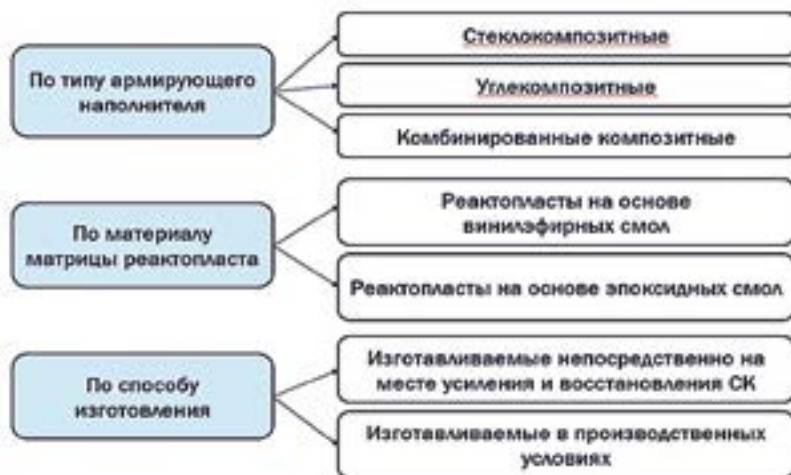 По типу армирующего
наполнителя
Стеклокомпозитные
Углекомпозитные
Комбинированные композитные
По материалу
матрицы реактопласта
Реактопласты на основе
винилэфирных смол
Реактопласты на основе эпоксидных смол
По способу
изготовления
Изготавливаемые непосредственно на
месте усиления и восстановления СК
Изготавливаемые в производственных
условиях